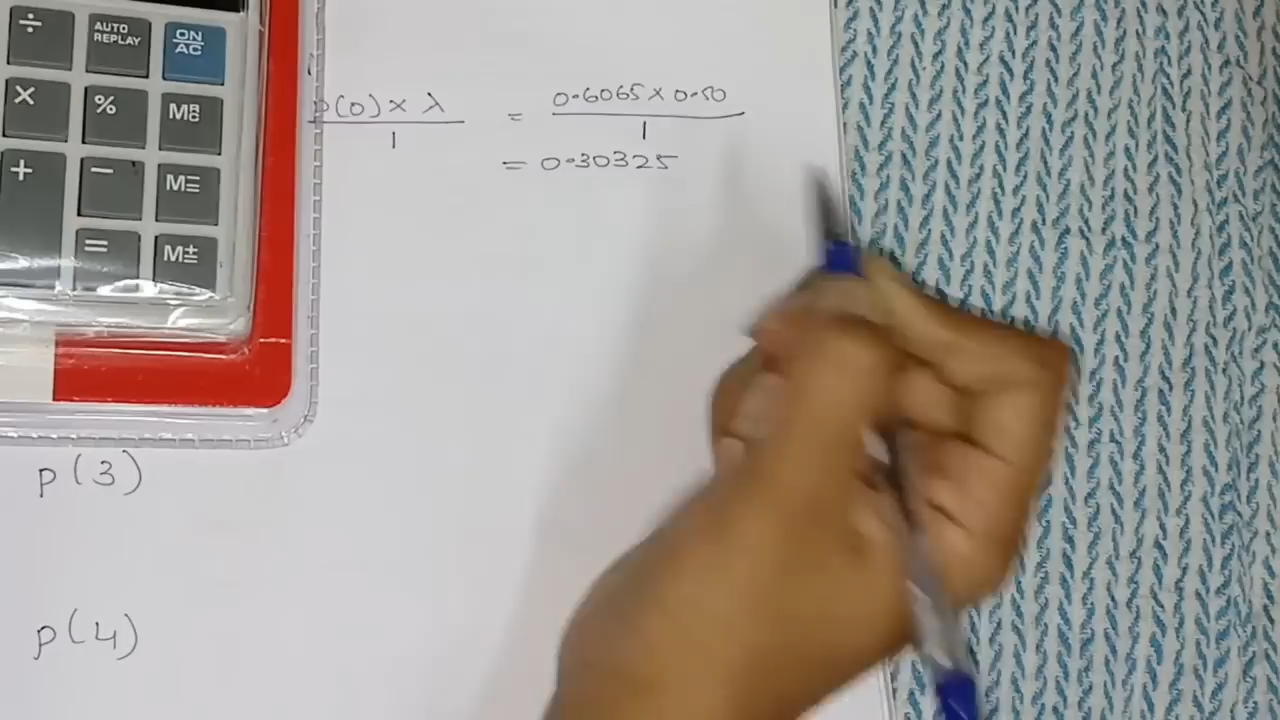 ÷ AUTO REPLAY ON/AC
× % MR
+ − M=
= M±
p(0) × λ / 1 = 0.6065 × 0.50 / 1
= 0.30325
p(3)
p(4)